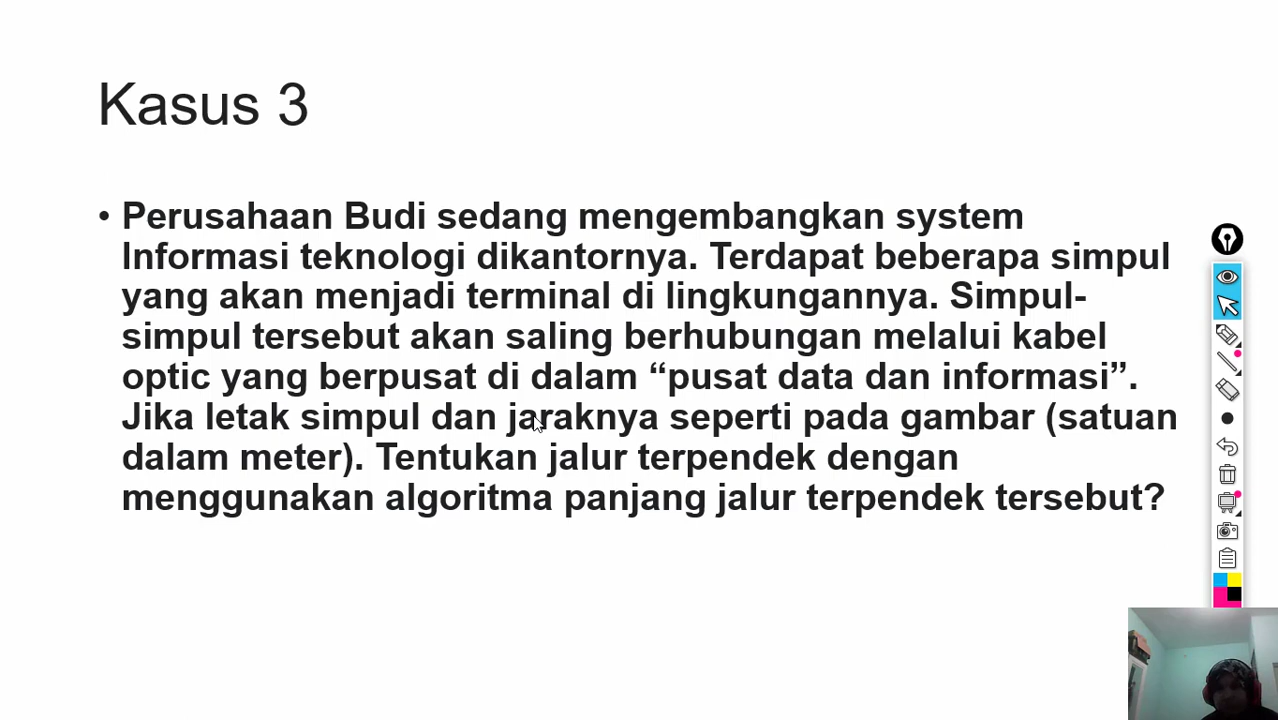 Kasus 3
• Perusahaan Budi sedang mengembangkan system
Informasi teknologi dikantornya. Terdapat beberapa simpul
yang akan menjadi terminal di lingkungannya. Simpul-
simpul tersebut akan saling berhubungan melalui kabel
optic yang berpusat di dalam “pusat data dan informasi”.
Jika letak simpul dan jaraknya seperti pada gambar (satuan
dalam meter). Tentukan jalur terpendek dengan
menggunakan algoritma panjang jalur terpendek tersebut?